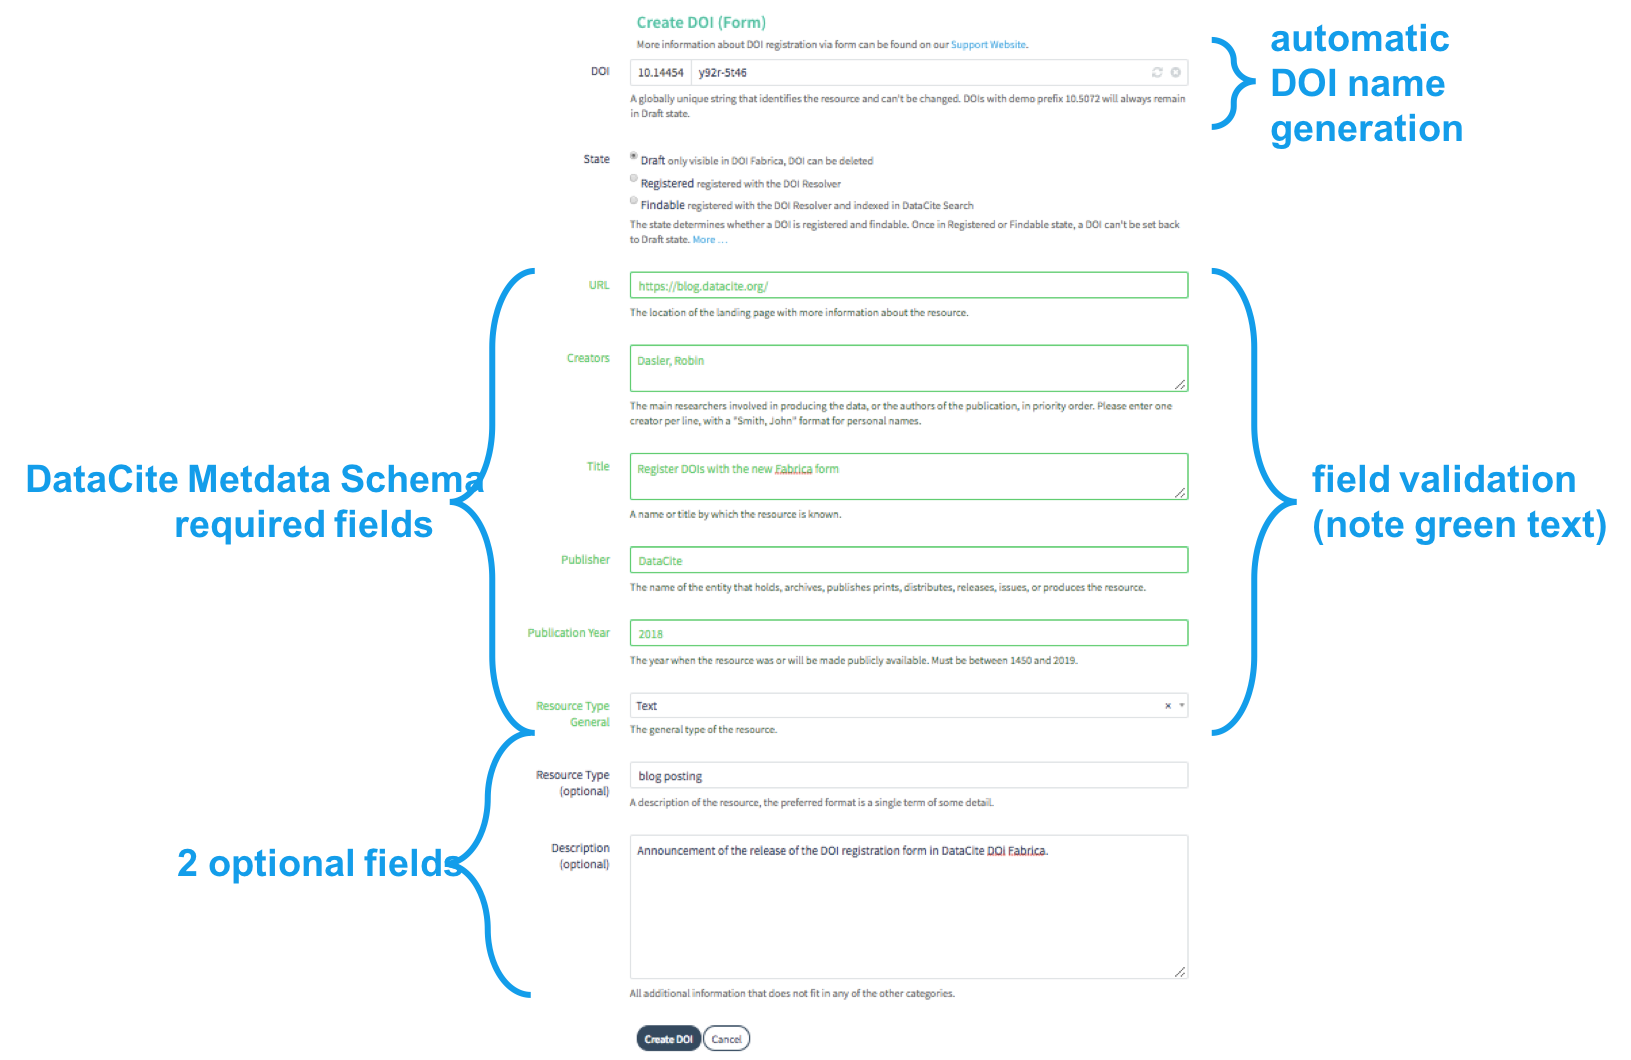 Create DOI (Form)
More information about DOI registration via form can be found on our Support Website.
DOI
10.14454 y92r-5t46
A globally unique string that identifies the resource and can't be changed. DOIs with demo prefix 10.5072 will always remain
in Draft state.
automatic
DOI name
generation
State
Draft only visible in DOI Fabrica, DOI can be deleted
Registered registered with the DOI Resolver
Findable registered with the DOI Resolver and indexed in DataCite Search
The state determines whether a DOI is registered and findable. Once in Registered or Findable state, a DOI can't be set back
to Draft state. More ...
URL
https://blog.datacite.org/
The location of the landing page with more information about the resource.
Creators
Dasler, Robin
The main researchers involved in producing the data, or the authors of the publication, in priority order. Please enter one
creator per line, with a "Smith, John" format for personal names.
DataCite Metdata Schema
required fields
Title
Register DOIs with the new Fabrica form
A name or title by which the resource is known.
field validation
(note green text)
Publisher
DataCite
The name of the entity that holds, archives, publishes prints, distributes, releases, issues, or produces the resource.
Publication Year
2018
The year when the resource was or will be made publicly available. Must be between 1450 and 2019.
Resource Type
General
Text
The general type of the resource.
Resource Type
(optional)
blog posting
A description of the resource, the preferred format is a single term of some detail.
2 optional fields
Description
(optional)
Announcement of the release of the DOI registration form in DataCite DOI Fabrica.
All additional information that does not fit in any of the other categories.
Create DOI Cancel